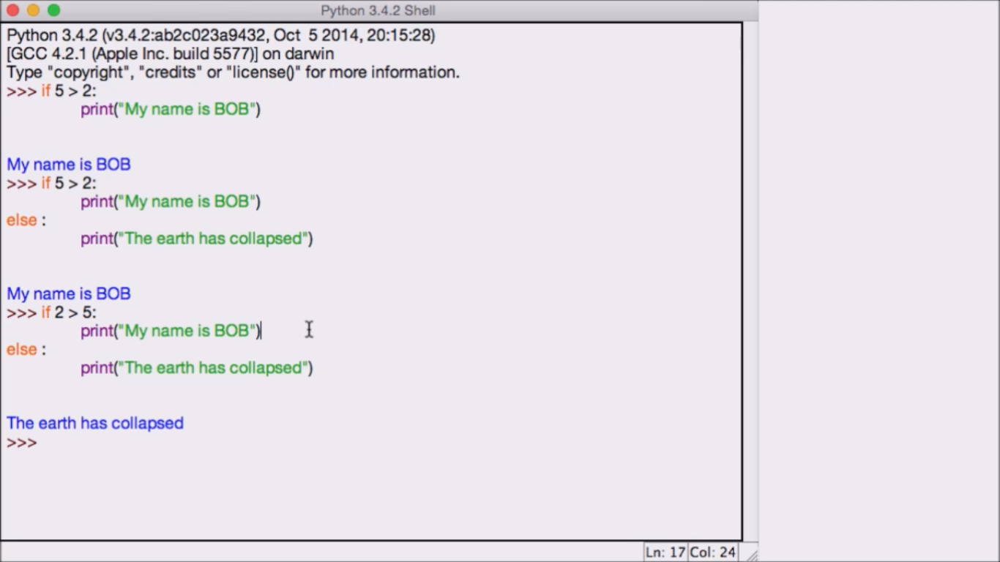 Python 3.4.2 Shell
Python 3.4.2 (v3.4.2:ab2c023a9432, Oct  5 2014, 20:15:28)
[GCC 4.2.1 (Apple Inc. build 5577)] on darwin
Type "copyright", "credits" or "license()" for more information.
>>> if 5 > 2:
print("My name is BOB")
My name is BOB
>>> if 5 > 2:
print("My name is BOB")
else :
print("The earth has collapsed")
My name is BOB
>>> if 2 > 5:
print("My name is BOB")
else :
print("The earth has collapsed")
The earth has collapsed
>>>
Ln: 17 Col: 24